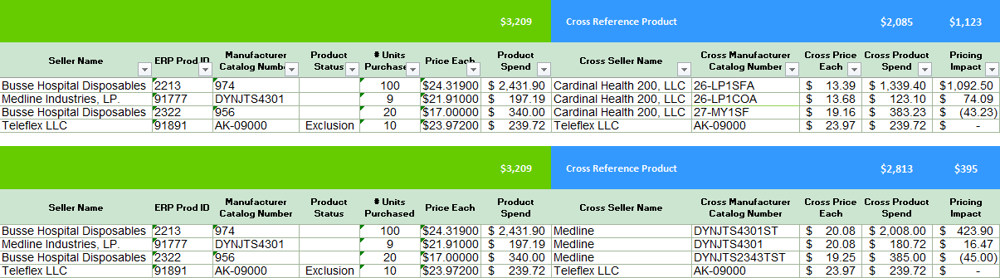 $3,209 Cross Reference Product $2,085 $1,123
Seller Name ERP Prod ID Manufacturer Catalog Numb Product Status # Units Purchase Price Each Product Spend Cross Seller Name Cross Manufacturer Catalog Number Cross Price Each Cross Product Spend Pricing Impact
Busse Hospital Disposables 2213 974 100 $24.31900 $ 2,431.90 Cardinal Health 200, LLC 26-LP1SFA $ 13.39 $ 1,339.40 $1,092.50
Medline Industries, LP. 91777 DYNJTS4301 9 $21.91000 $ 197.19 Cardinal Health 200, LLC 26-LP1COA $ 13.68 $ 123.10 $ 74.09
Busse Hospital Disposables 2322 956 20 $17.00000 $ 340.00 Cardinal Health 200, LLC 27-MY1SF $ 19.16 $ 383.23 $ (43.23)
Teleflex LLC 91891 AK-09000 Exclusion 10 $23.97200 $ 239.72 Teleflex LLC AK-09000 $ 23.97 $ 239.72 $ -
$3,209 Cross Reference Product $2,813 $395
Seller Name ERP Prod ID Manufacturer Catalog Number Product Status # Units Purchased Price Each Product Spend Cross Seller Name Cross Manufacturer Catalog Number Cross Price Each Cross Product Spend Pricing Impact
Busse Hospital Disposables 2213 974 100 $24.31900 $ 2,431.90 Medline DYNJTS4301ST $ 20.08 $ 2,008.00 $ 423.90
Medline Industries, LP. 91777 DYNJTS4301 9 $21.91000 $ 197.19 Medline DYNJTS4301 $ 20.08 $ 180.72 $ 16.47
Busse Hospital Disposables 2322 956 20 $17.00000 $ 340.00 Medline DYNJTS2343TST $ 19.25 $ 385.00 $ (45.00)
Teleflex LLC 91891 AK-09000 Exclusion 10 $23.97200 $ 239.72 Teleflex LLC AK-09000 $ 23.97 $ 239.72 $ -